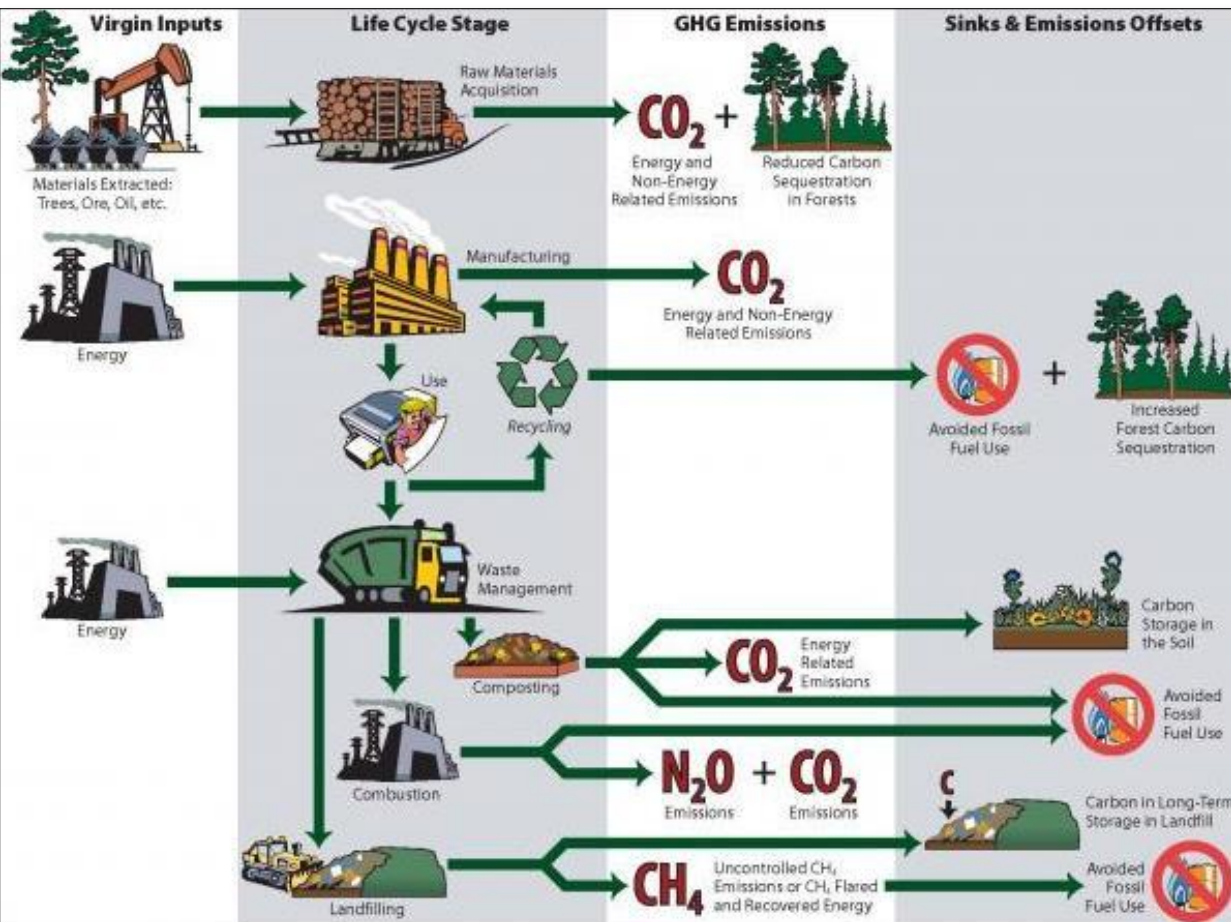 Virgin Inputs
Life Cycle Stage
GHG Emissions
Sinks & Emissions Offsets
Raw Materials
Acquisition
CO₂
+
Materials Extracted:
Trees, Ore, Oil, etc.
Energy and
Non-Energy
Related Emissions
Reduced Carbon
Sequestration
in Forests
Manufacturing
CO₂
Energy and Non-Energy
Related Emissions
Energy
Use
Recycling
+
Avoided Fossil
Fuel Use
Increased
Forest Carbon
Sequestration
Energy
Waste
Management
Composting
CO₂
Energy
Related
Emissions
Carbon
Storage in
the Soil
Avoided
Fossil
Fuel Use
Combustion
N₂O + CO₂
Emissions
Emissions
C
Carbon in Long-Term
Storage in Landfill
Landfilling
CH₄
Uncontrolled CH₄
Emissions or CH₄ Flared
and Recovered Energy
Avoided
Fossil
Fuel Use